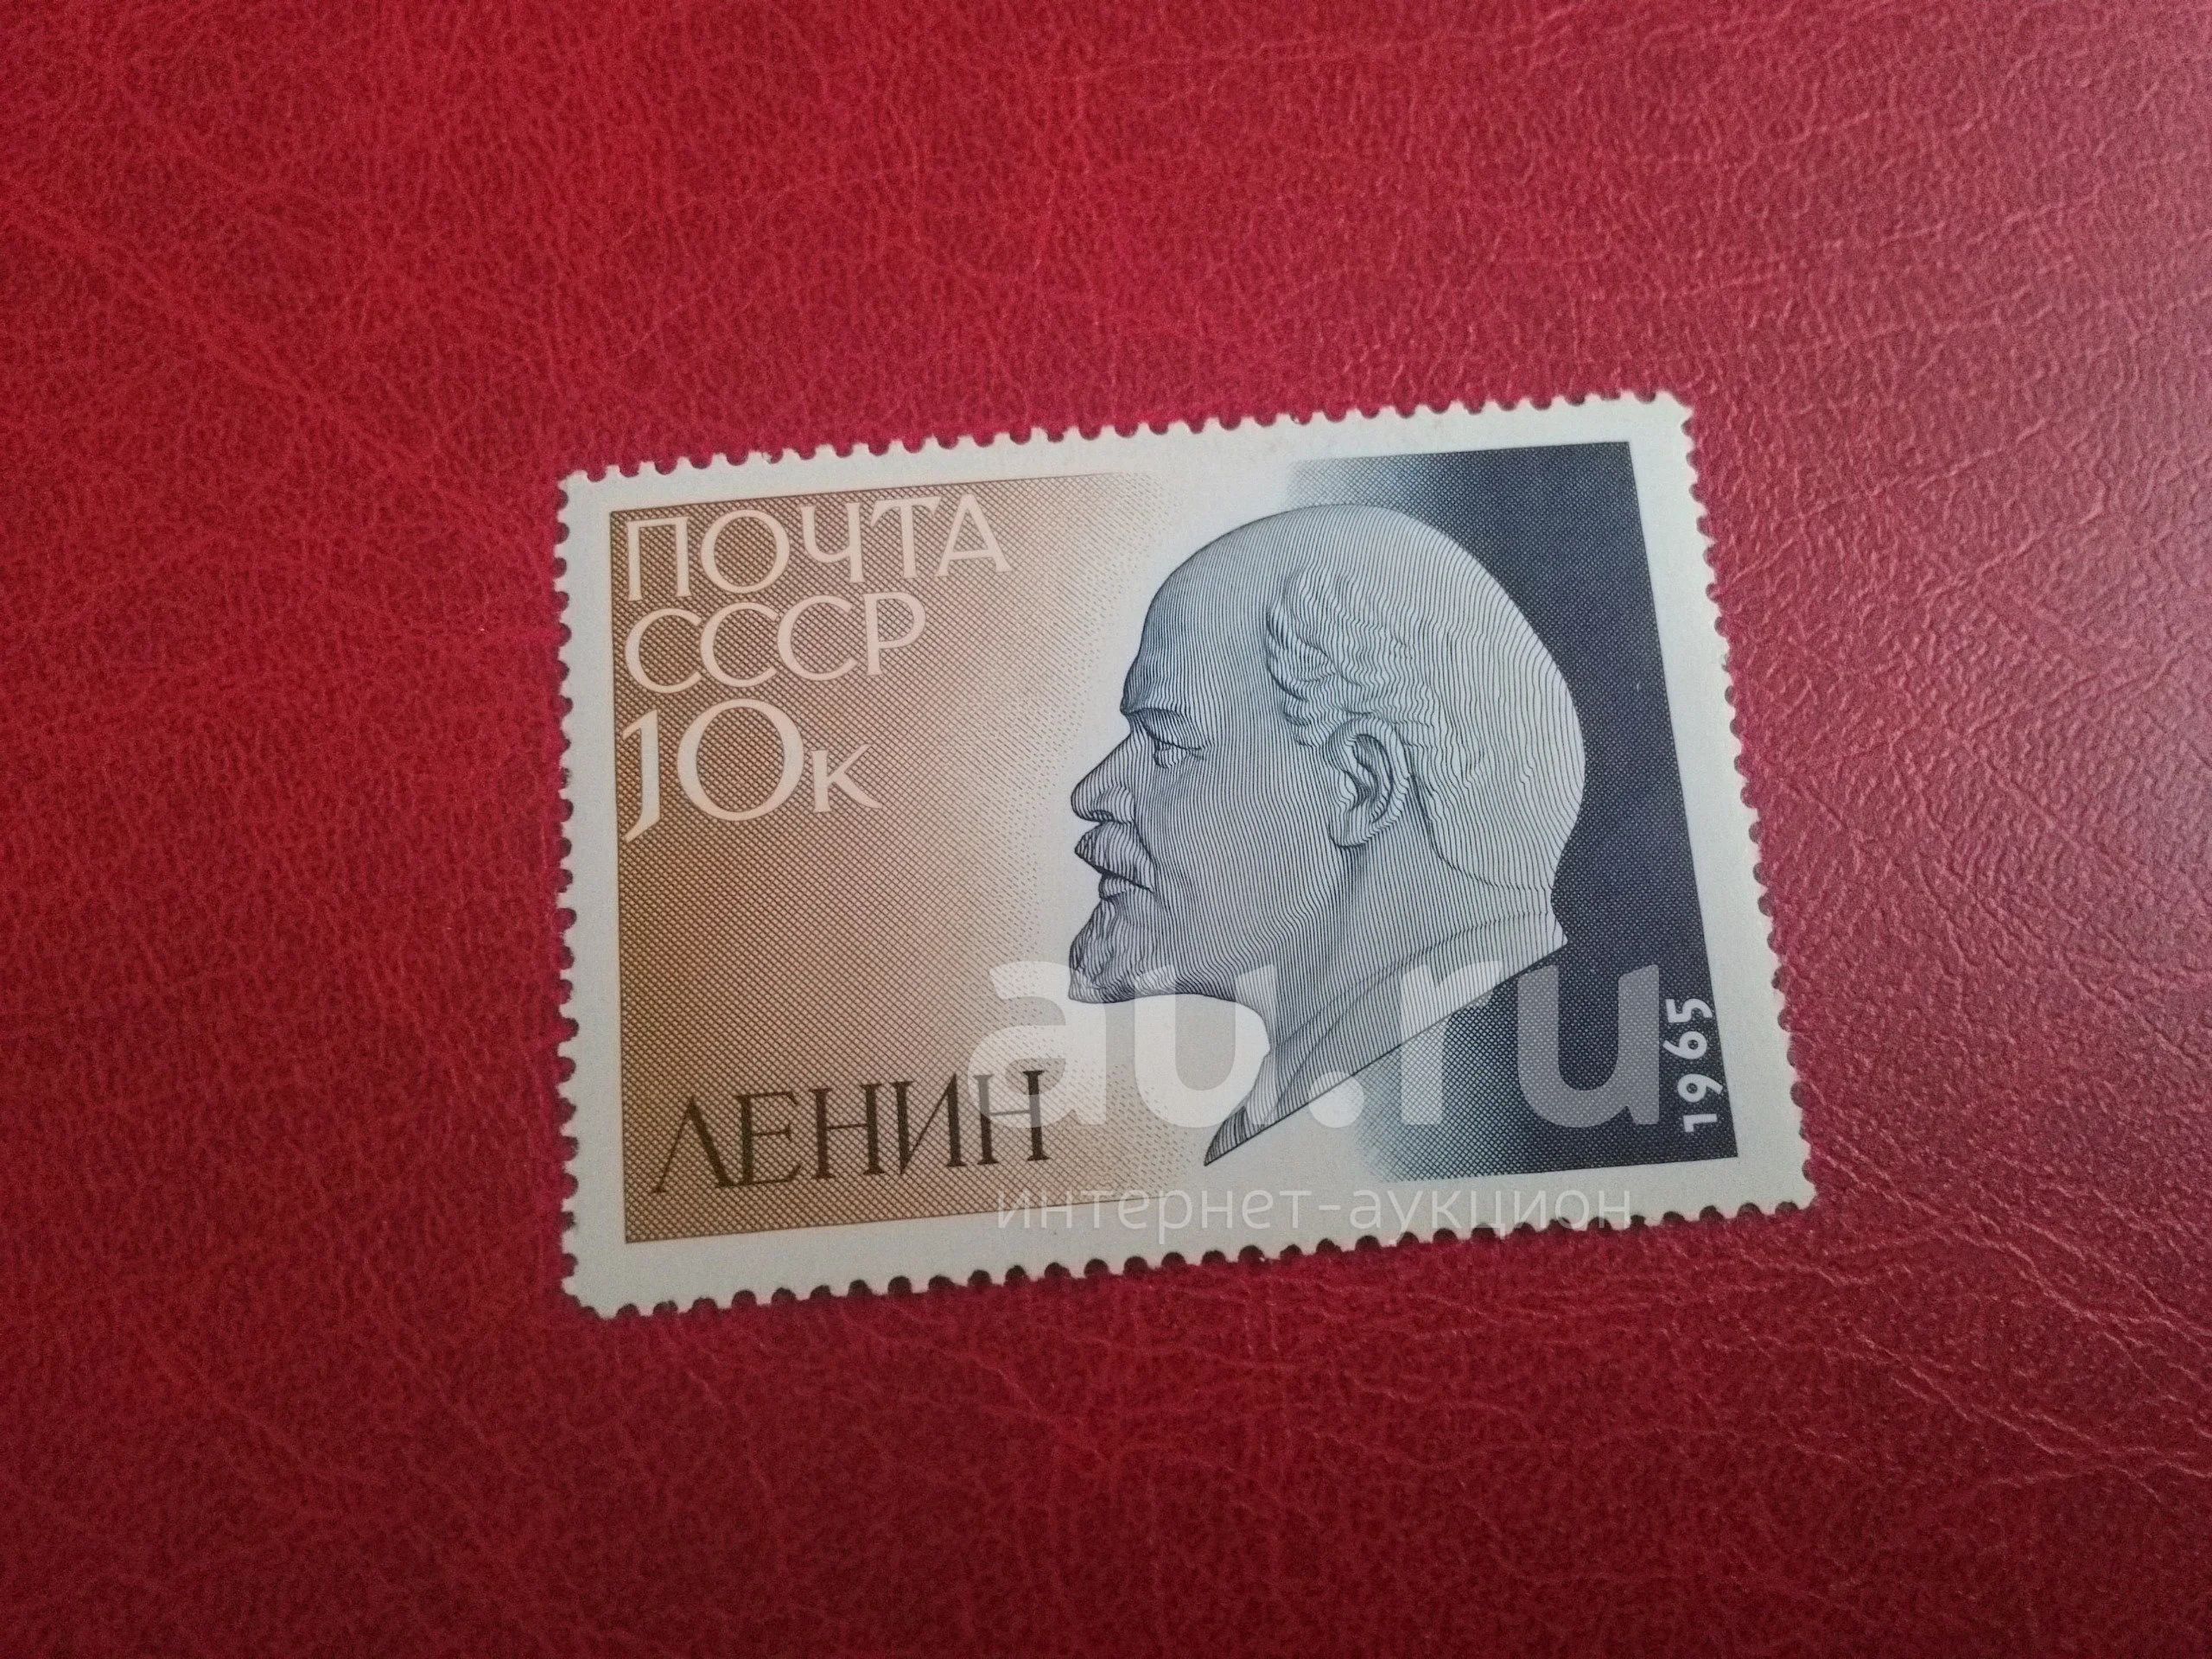 ПОЧТА
СССР
10к
ЛЕНИН
1965
au.ru
интернет-аукцион